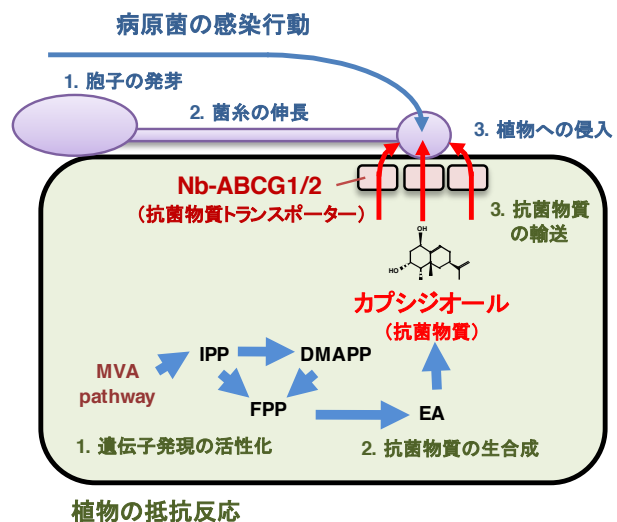 病原菌の感染行動
1. 胞子の発芽
2. 菌糸の伸長
3. 植物への侵入
Nb-ABCG1/2
（抗菌物質トランスポーター）
3. 抗菌物質
の輸送
OH
HO
カプシジオール
（抗菌物質）
MVA
pathway
IPP
DMAPP
FPP
EA
1. 遺伝子発現の活性化
2. 抗菌物質の生合成
植物の抵抗反応